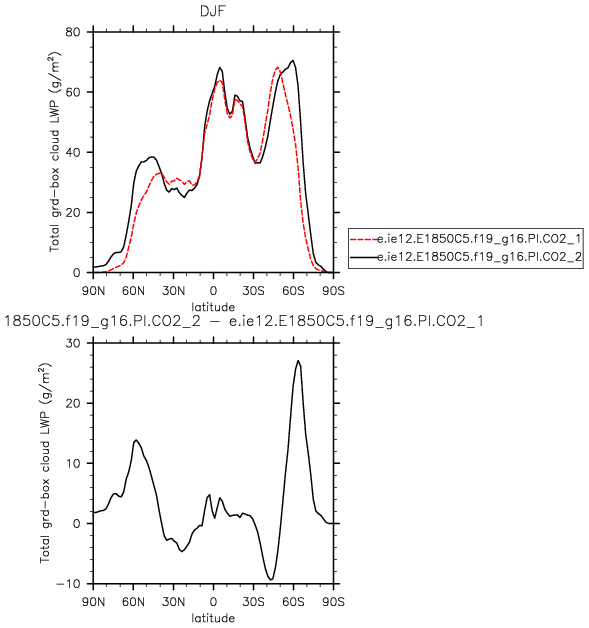 DJF
Total grd-box cloud LWP (g/m²)
80
60
40
20
0
90N 60N 30N 0 30S 60S 90S
latitude
e.ie12.E1850C5.f19_g16.PI.CO2_1
e.ie12.E1850C5.f19_g16.PI.CO2_2
1850C5.f19_g16.PI.CO2_2 − e.ie12.E1850C5.f19_g16.PI.CO2_1
Total grd-box cloud LWP (g/m²)
30
20
10
0
−10
90N 60N 30N 0 30S 60S 90S
latitude